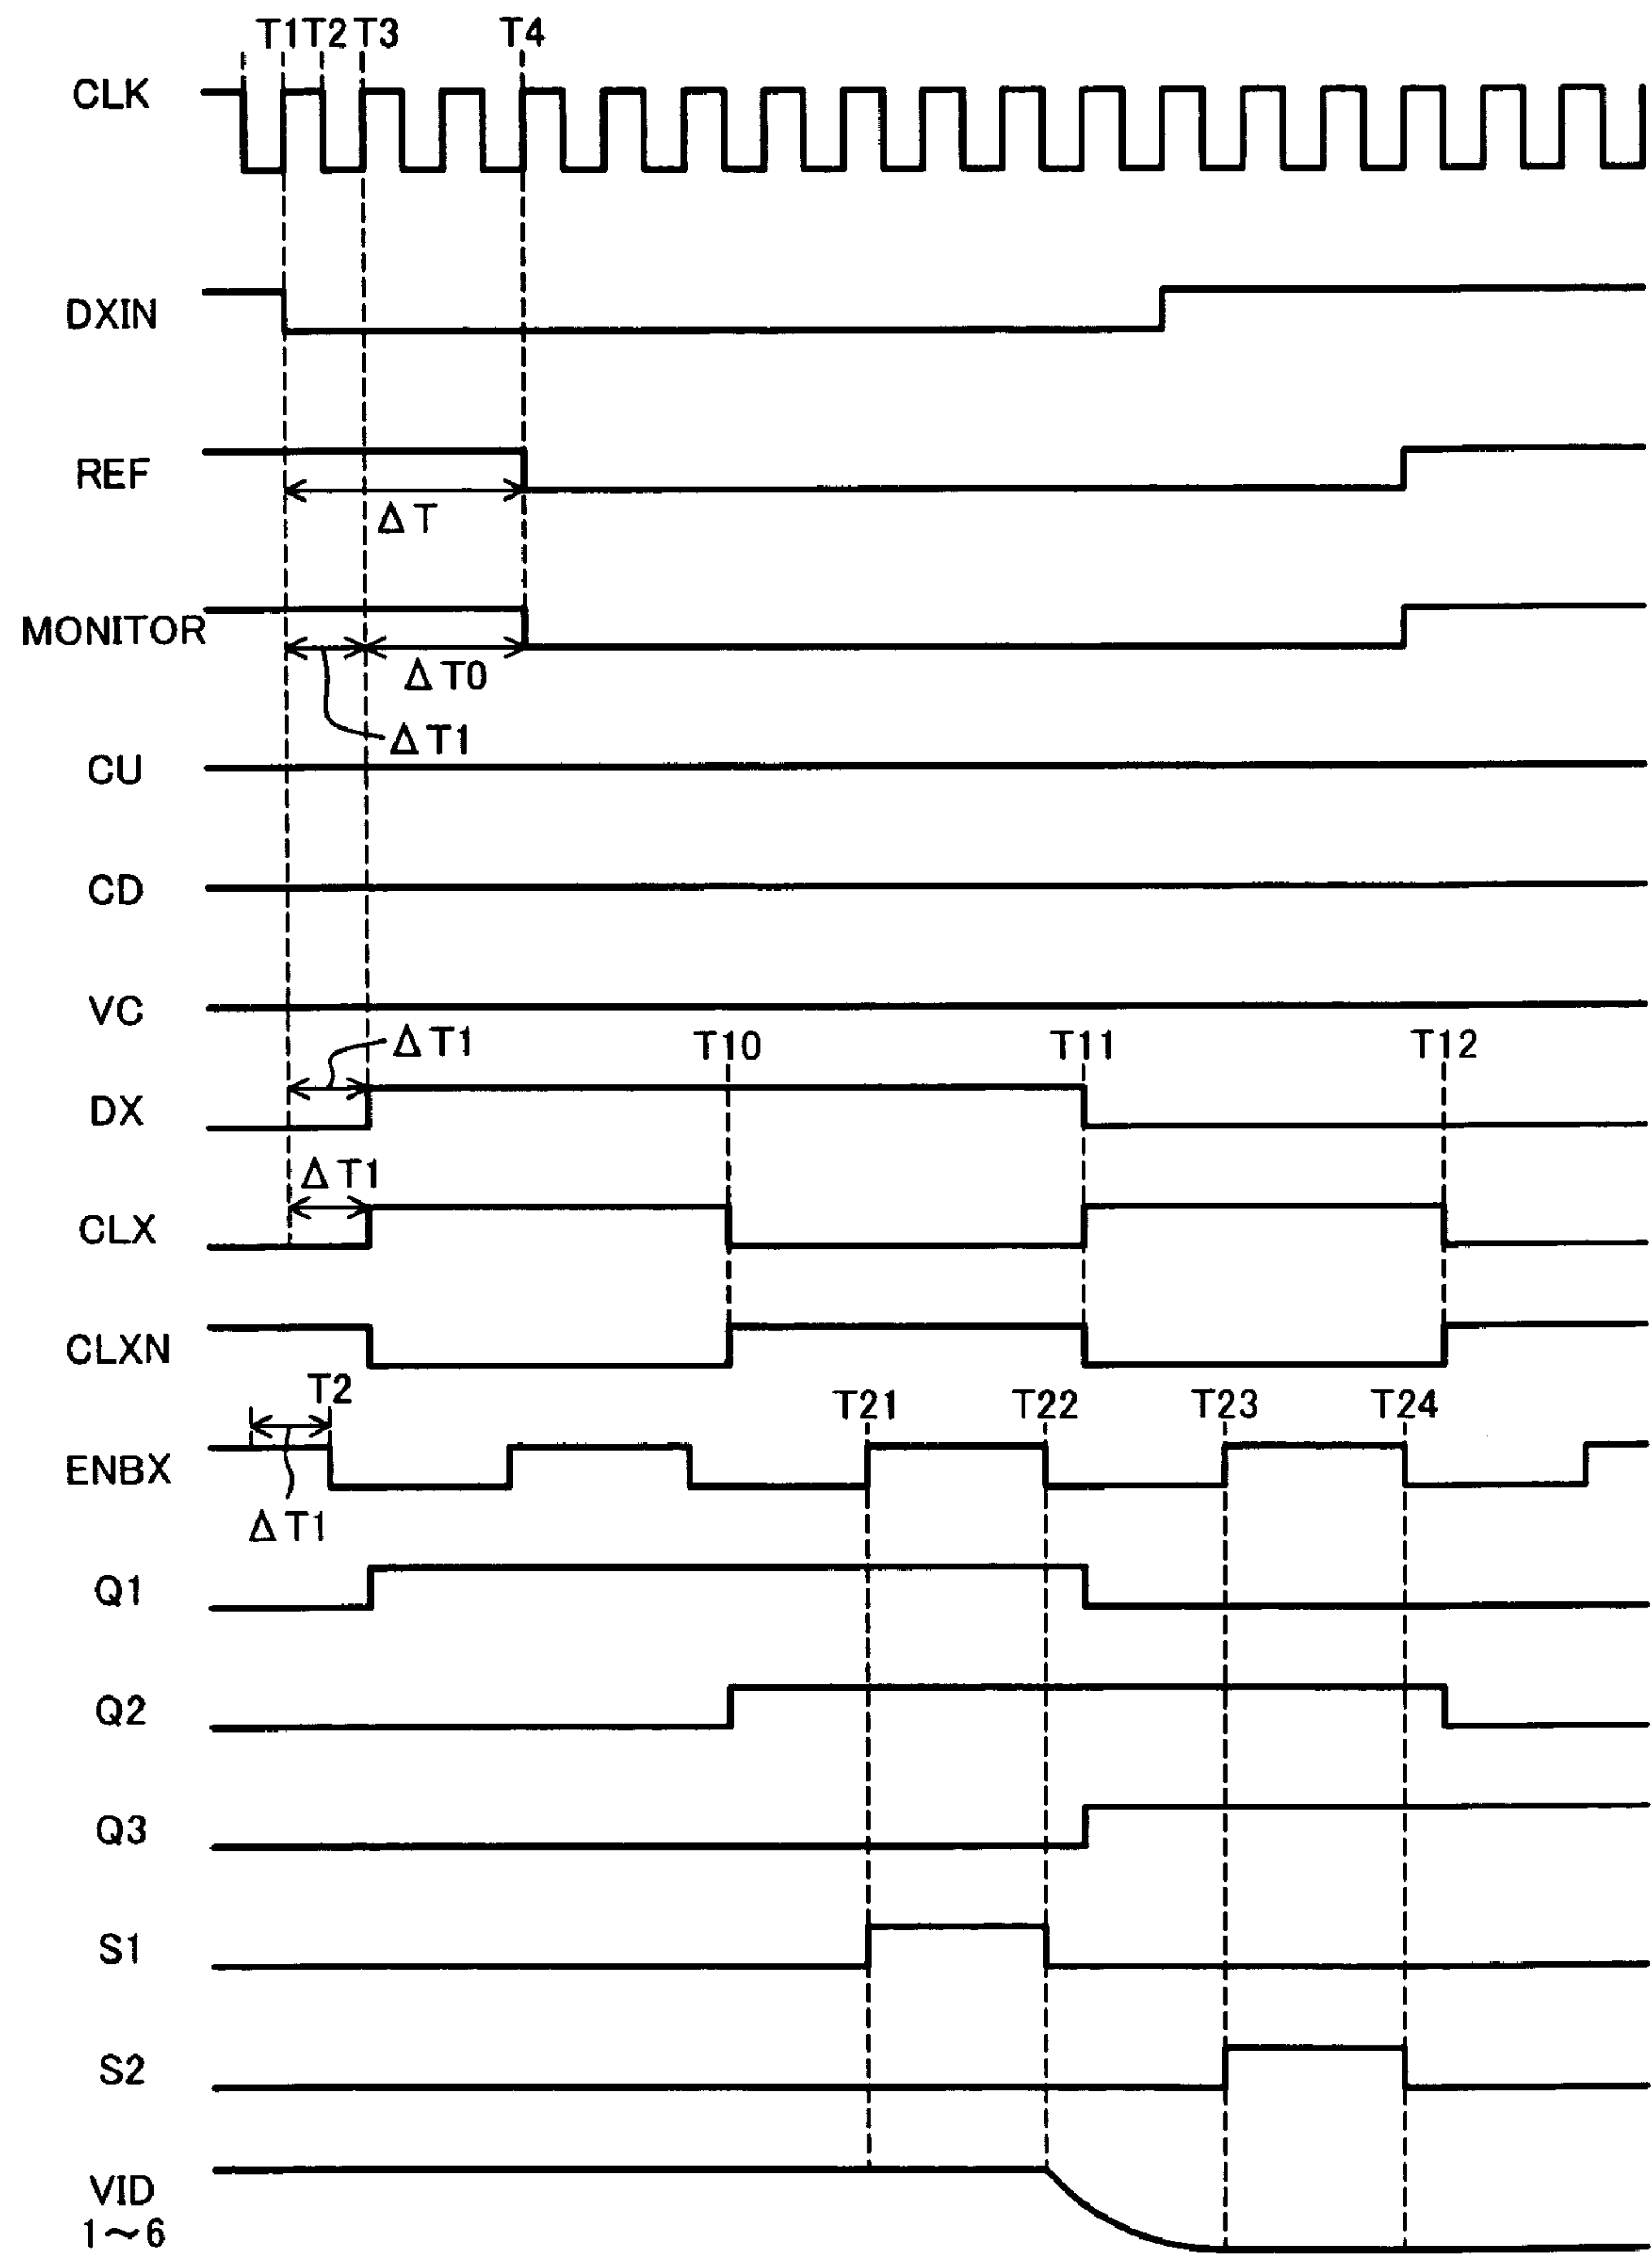 T1 T2 T3 T4
CLK
DXIN
REF
ΔT
MONITOR
ΔT0
ΔT1
CU
CD
VC
ΔT1 T10 T11 T12
DX
ΔT1
CLX
CLXN
T2 T21 T22 T23 T24
ENBX
ΔT1
Q1
Q2
Q3
S1
S2
VID
1～6